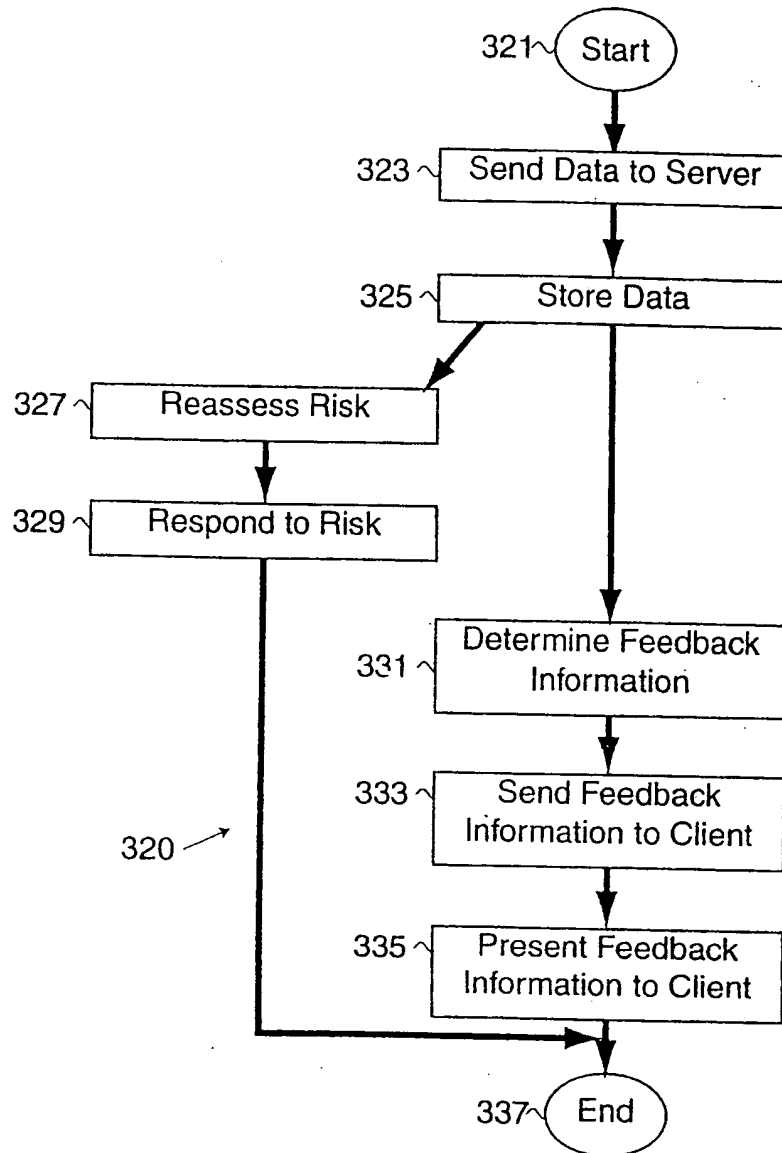 321 Start
323 Send Data to Server
325 Store Data
327 Reassess Risk
329 Respond to Risk
331 Determine Feedback
Information
333 Send Feedback
Information to Client
320
335 Present Feedback
Information to Client
337 End